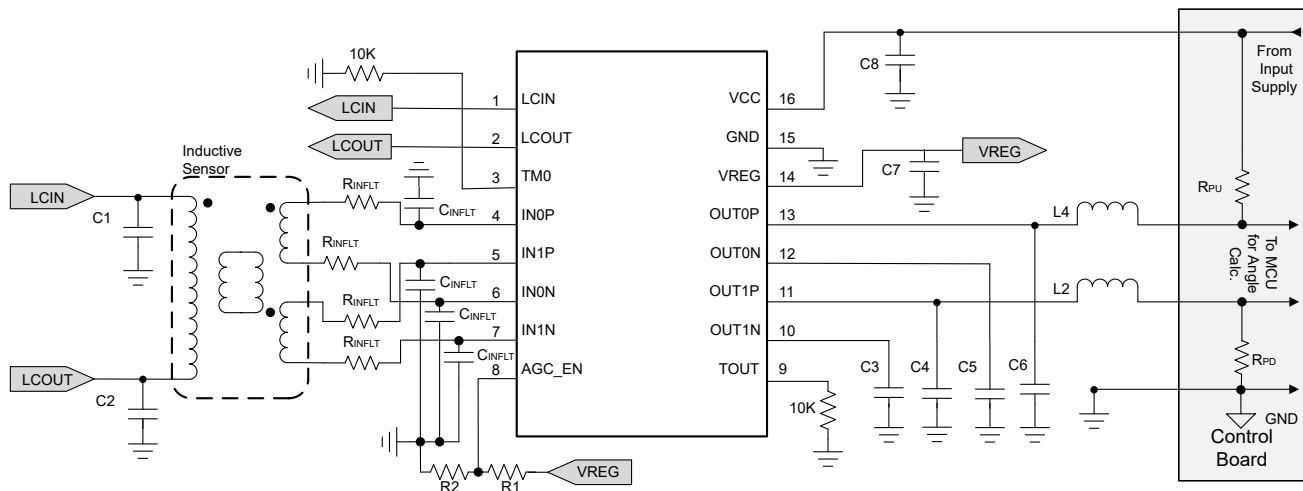 10K
LCIN
LCOUT
Inductive
Sensor
LCIN
C1
LCOUT
C2
RINFLT
CINFLT
RINFLT
CINFLT
RINFLT
CINFLT
RINFLT
CINFLT
R2
R1
VREG
1
LCIN
2
LCOUT
3
TM0
4
IN0P
5
IN1P
6
IN0N
7
IN1N
8
AGC_EN
VCC
16
GND
15
VREG
14
OUT0P
13
OUT0N
12
OUT1P
11
OUT1N
10
TOUT
9
10K
C8
C7
VREG
L4
L2
C3
C4
C5
C6
From
Input
Supply
RPU
To MCU
for Angle
Calc.
RPD
GND
Control
Board